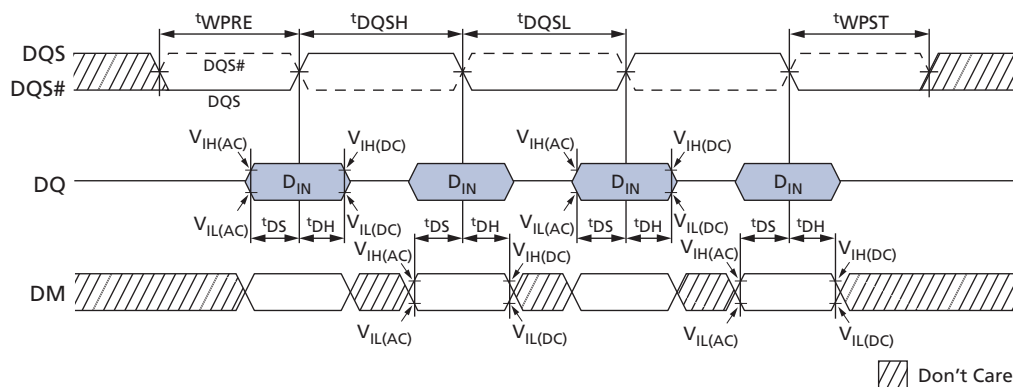 tWPRE tDQSH tDQSL tWPST
DQS DQS#
DQS# DQS
VIH(AC) VIH(DC) VIH(AC) VIH(DC)
DQ DIN DIN DIN DIN
VIL(AC) tDS tDH VIL(DC) VIL(AC) tDS tDH VIL(DC)
VIH(AC) tDS tDH VIH(DC) VIH(AC) tDS tDH VIH(DC)
DM
VIL(AC) VIL(DC) VIL(AC) VIL(DC)
Don't Care